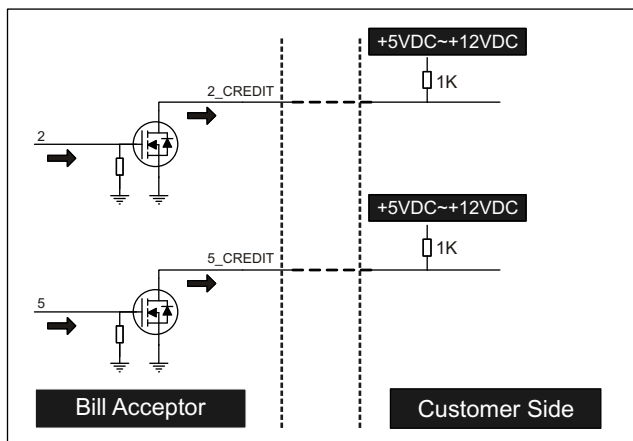 +5VDC~+12VDC
2_CREDIT
1K
2
+5VDC~+12VDC
5_CREDIT
1K
5
Bill Acceptor
Customer Side